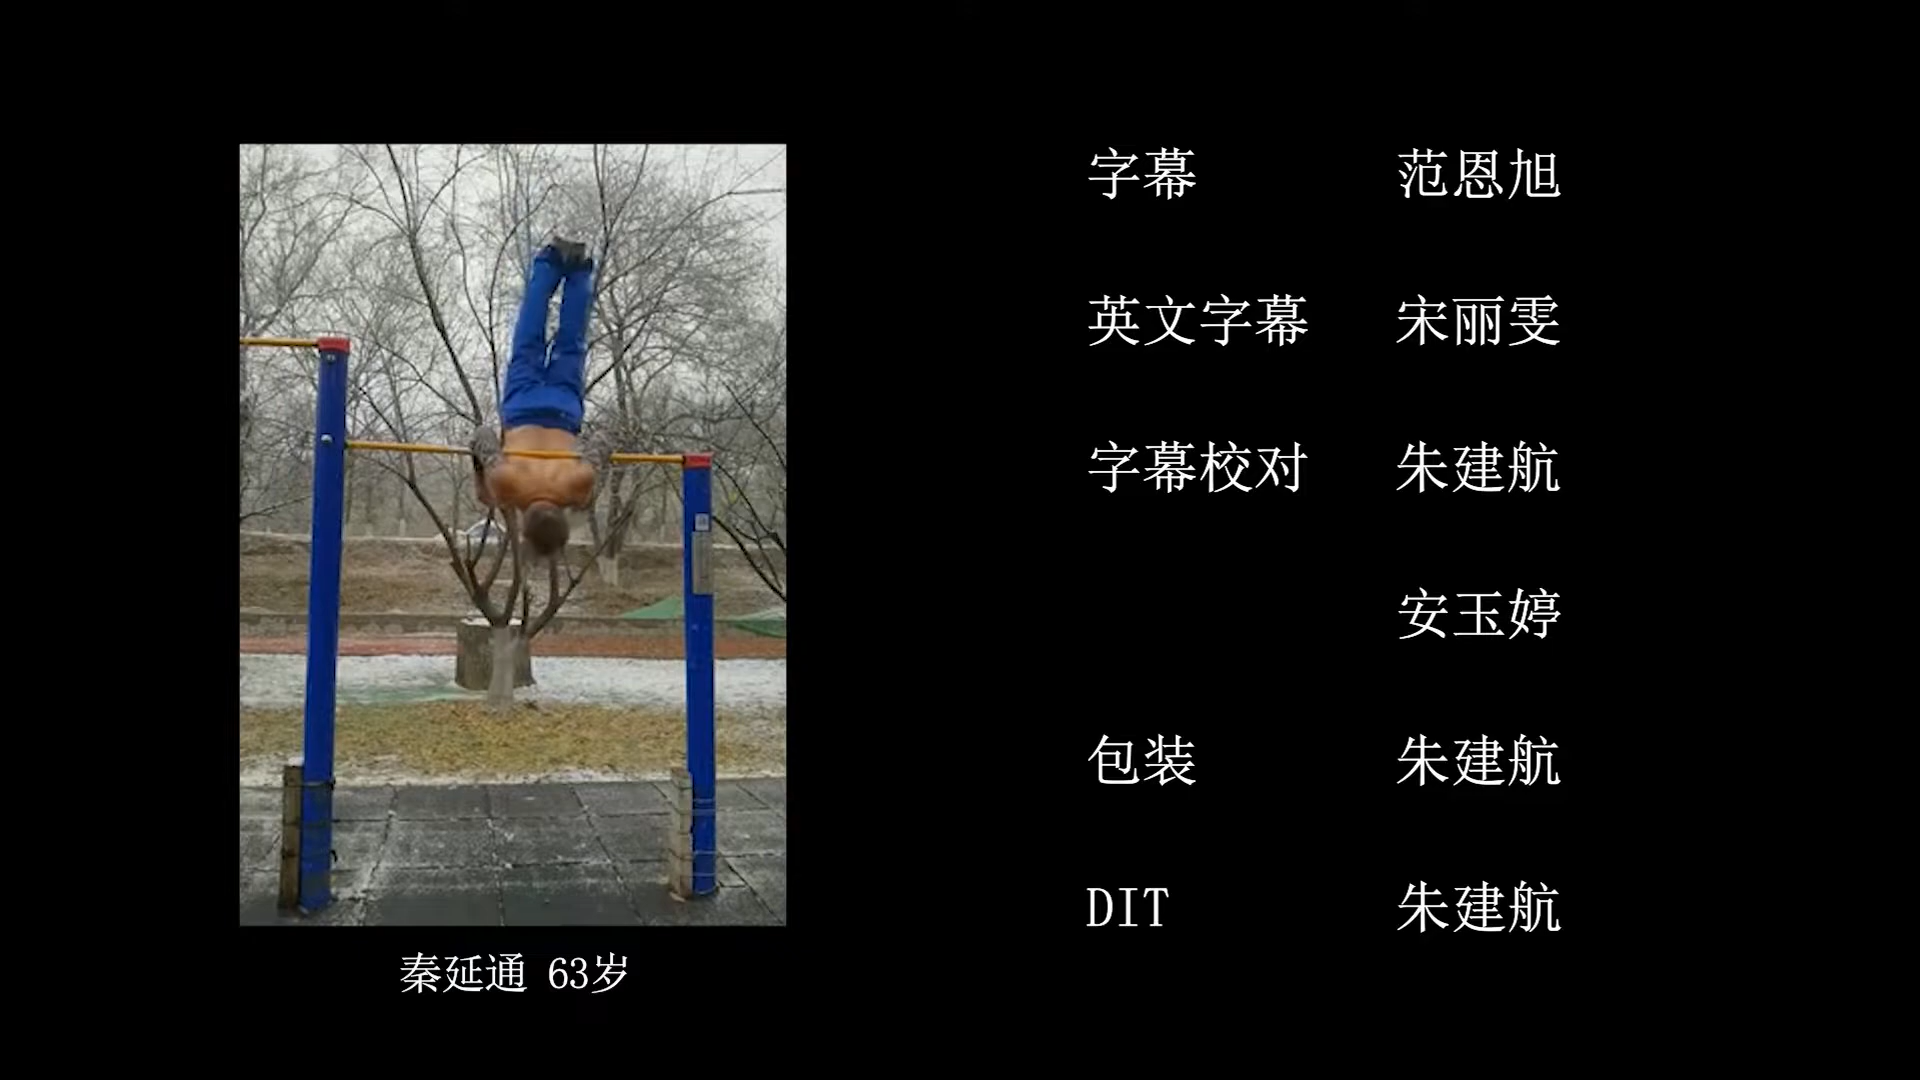 字幕 范恩旭
英文字幕 宋丽雯
字幕校对 朱建航
安玉婷
包装 朱建航
DIT 朱建航
秦延通 63岁